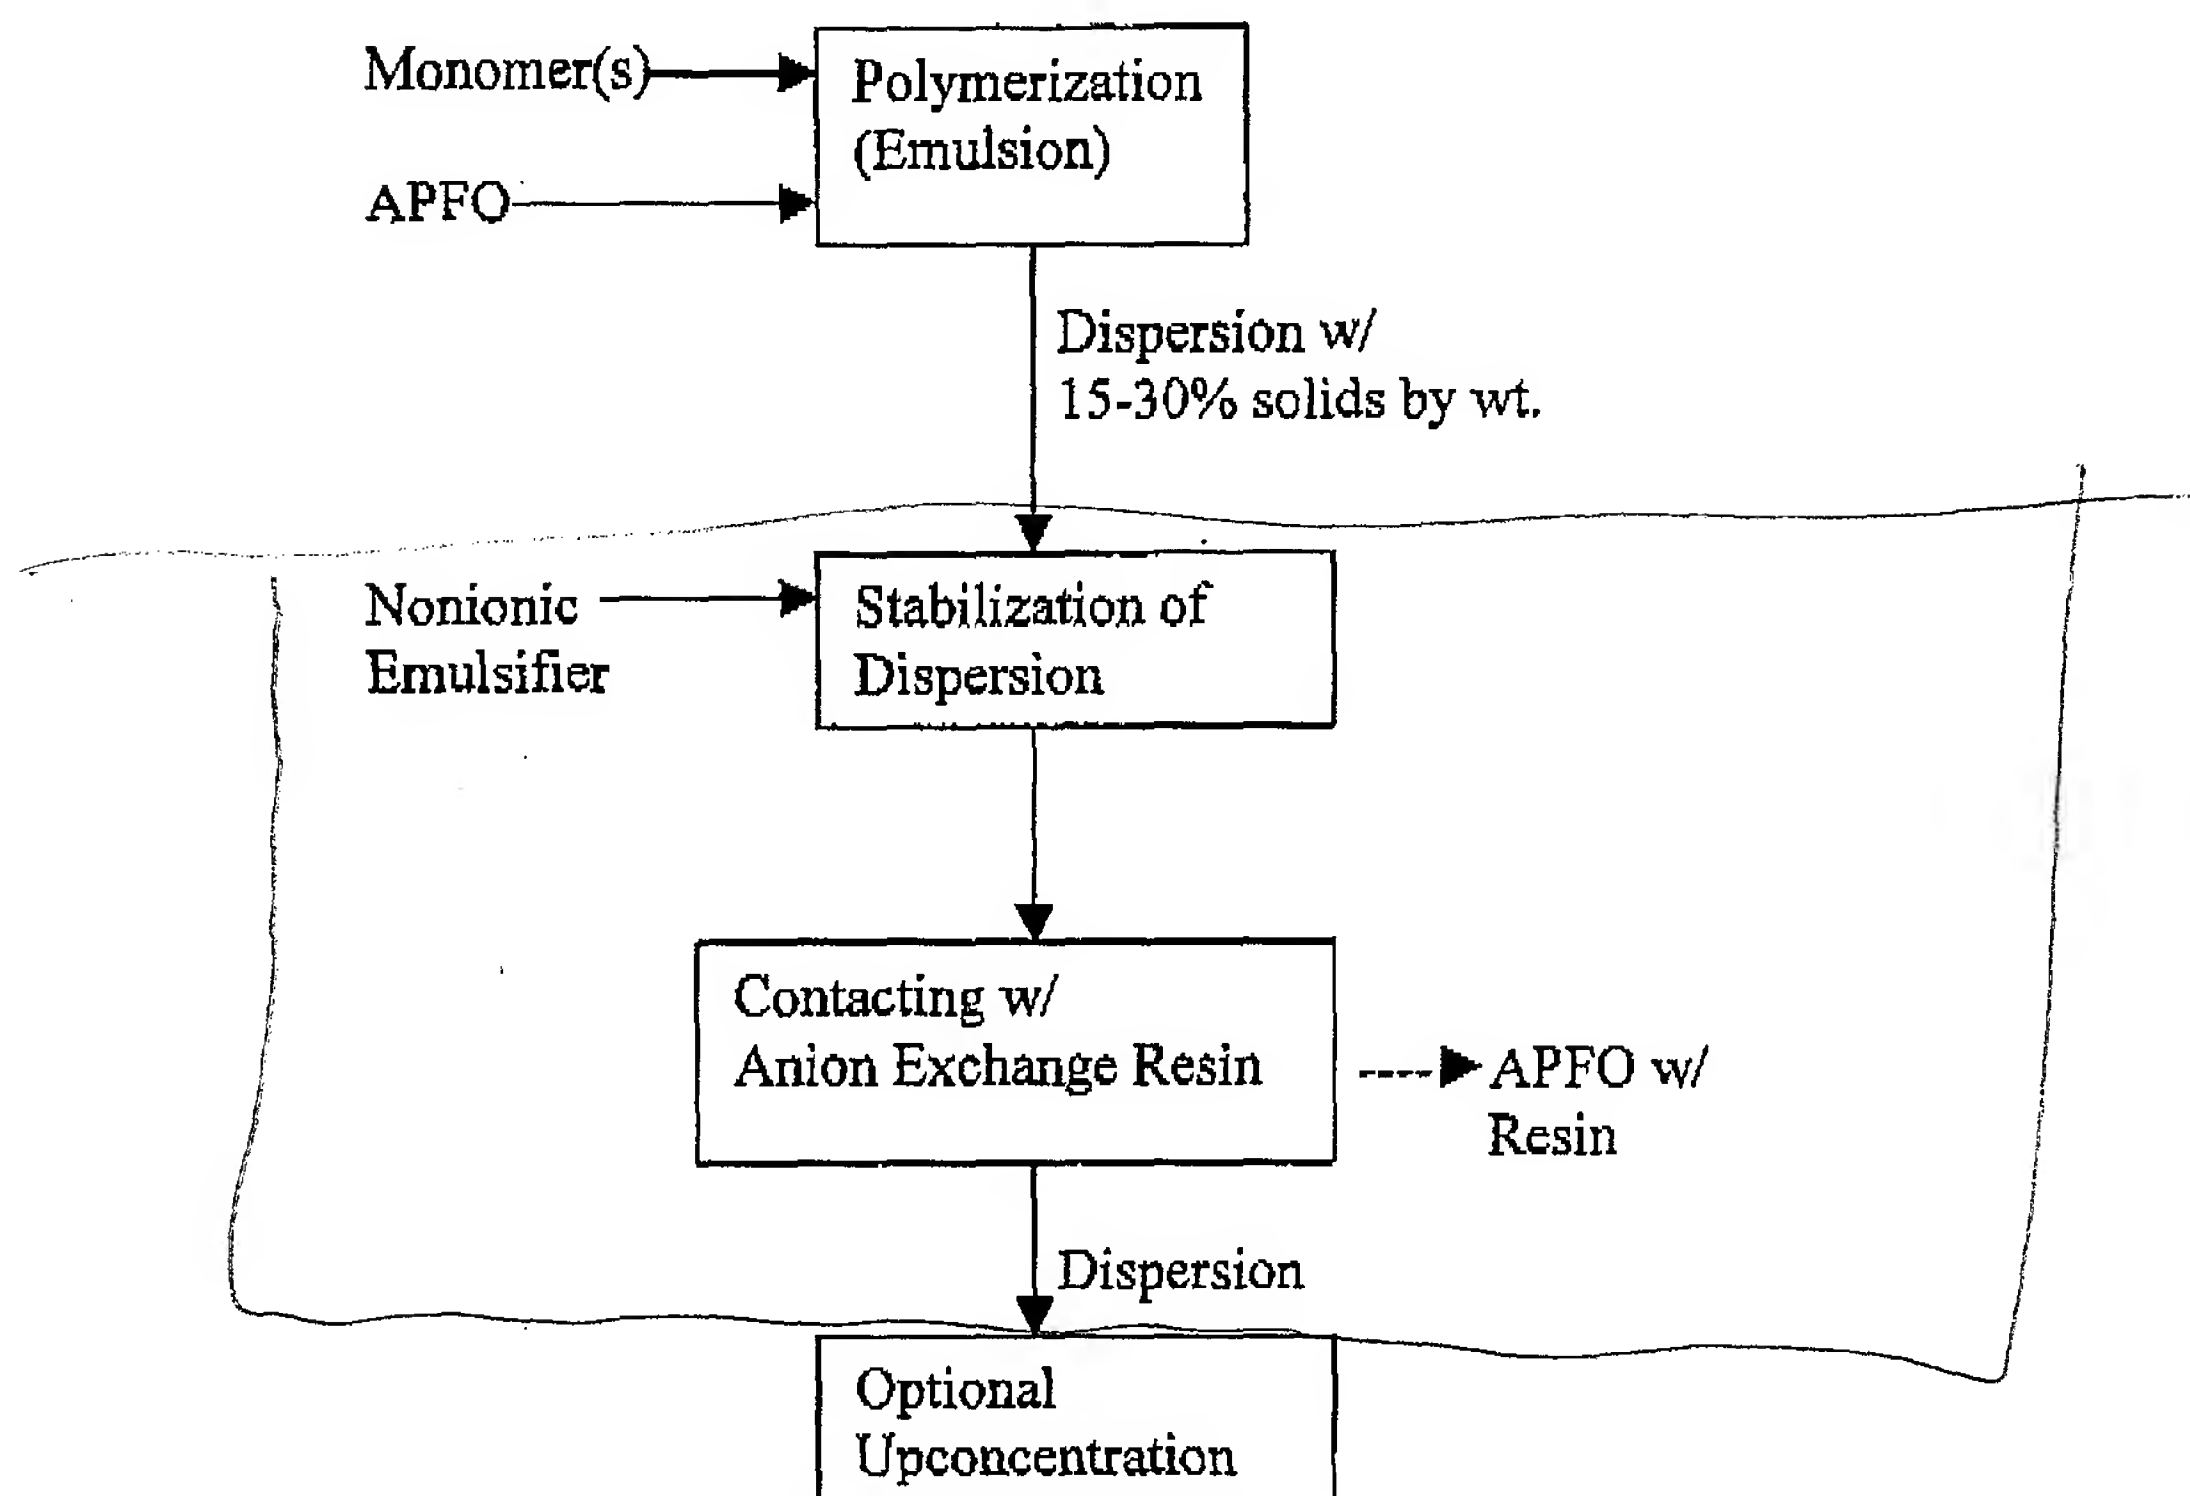 Monomer(s)
APFO
Polymerization
(Emulsion)
Dispersion w/
15-30% solids by wt.
Nonionic
Emulsifier
Stabilization of
Dispersion
Contacting w/
Anion Exchange Resin
APFO w/
Resin
Dispersion
Optional
Upconcentration